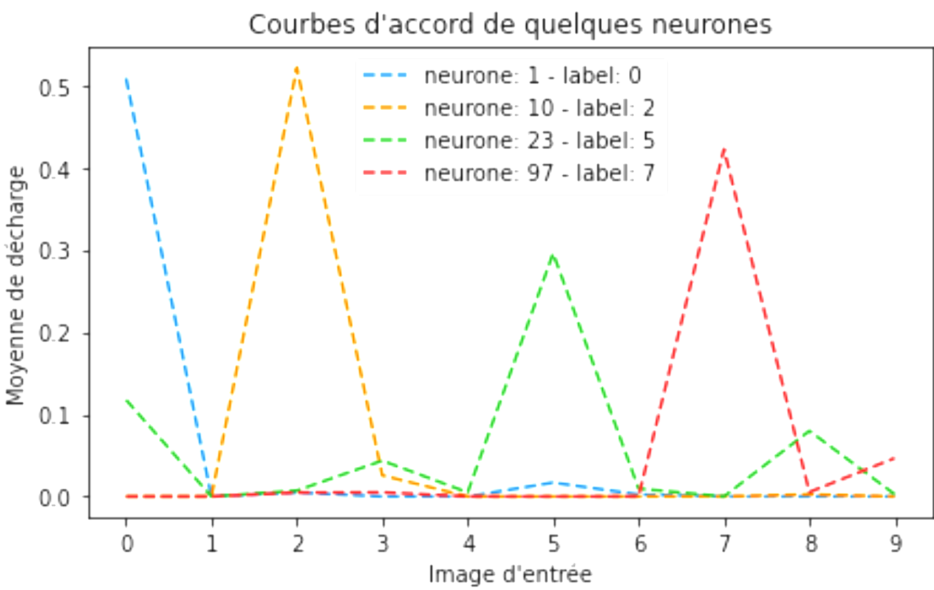 Courbes d'accord de quelques neurones
neurone: 1 - label: 0
neurone: 10 - label: 2
neurone: 23 - label: 5
neurone: 97 - label: 7
Moyenne de décharge
0.5
0.4
0.3
0.2
0.1
0.0
0 1 2 3 4 5 6 7 8 9
Image d'entrée